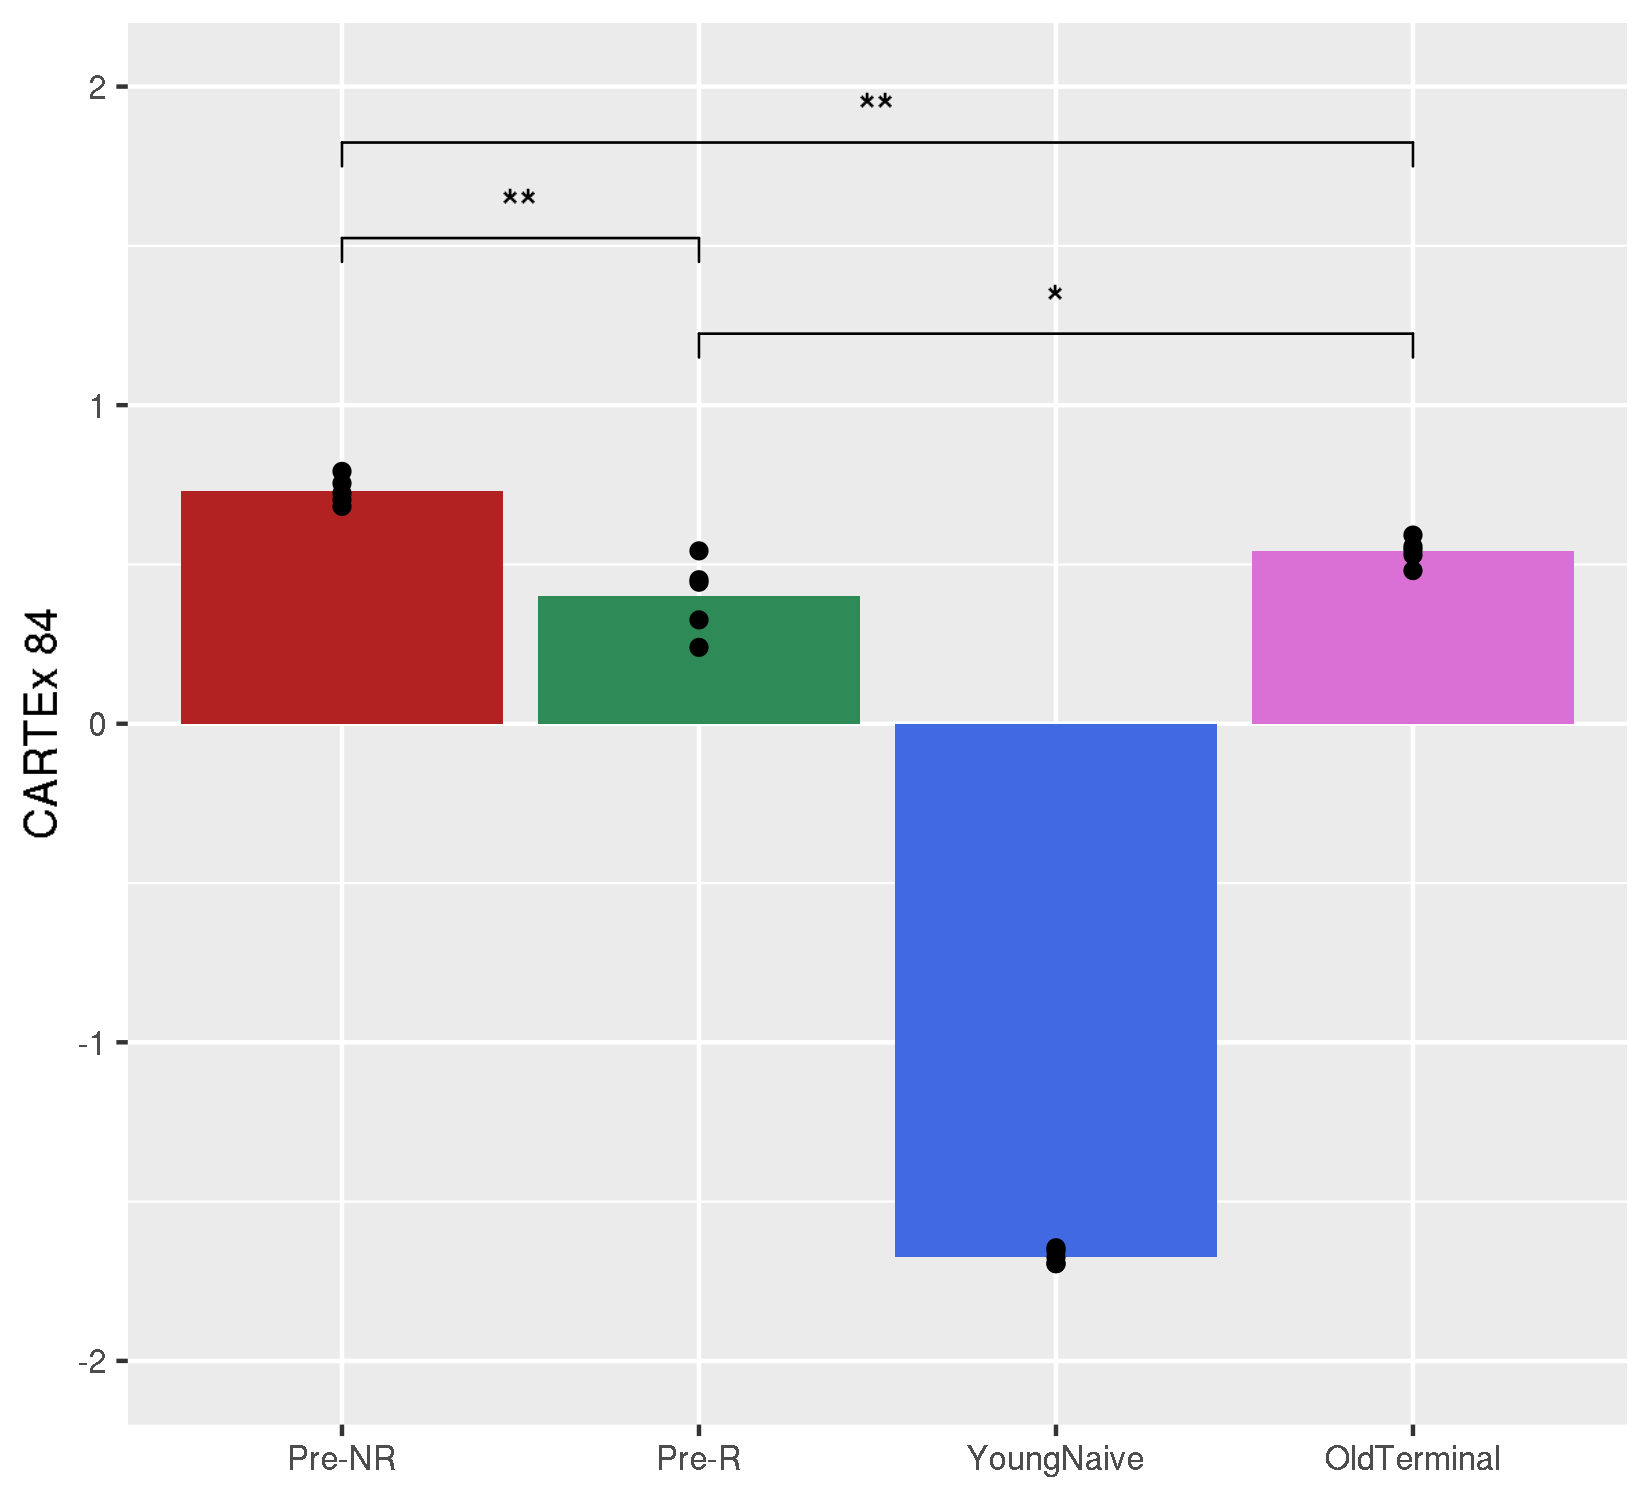 CARTEx 84
2
1
0
-1
-2
**
**
*
Pre-NR
Pre-R
YoungNaive
OldTerminal